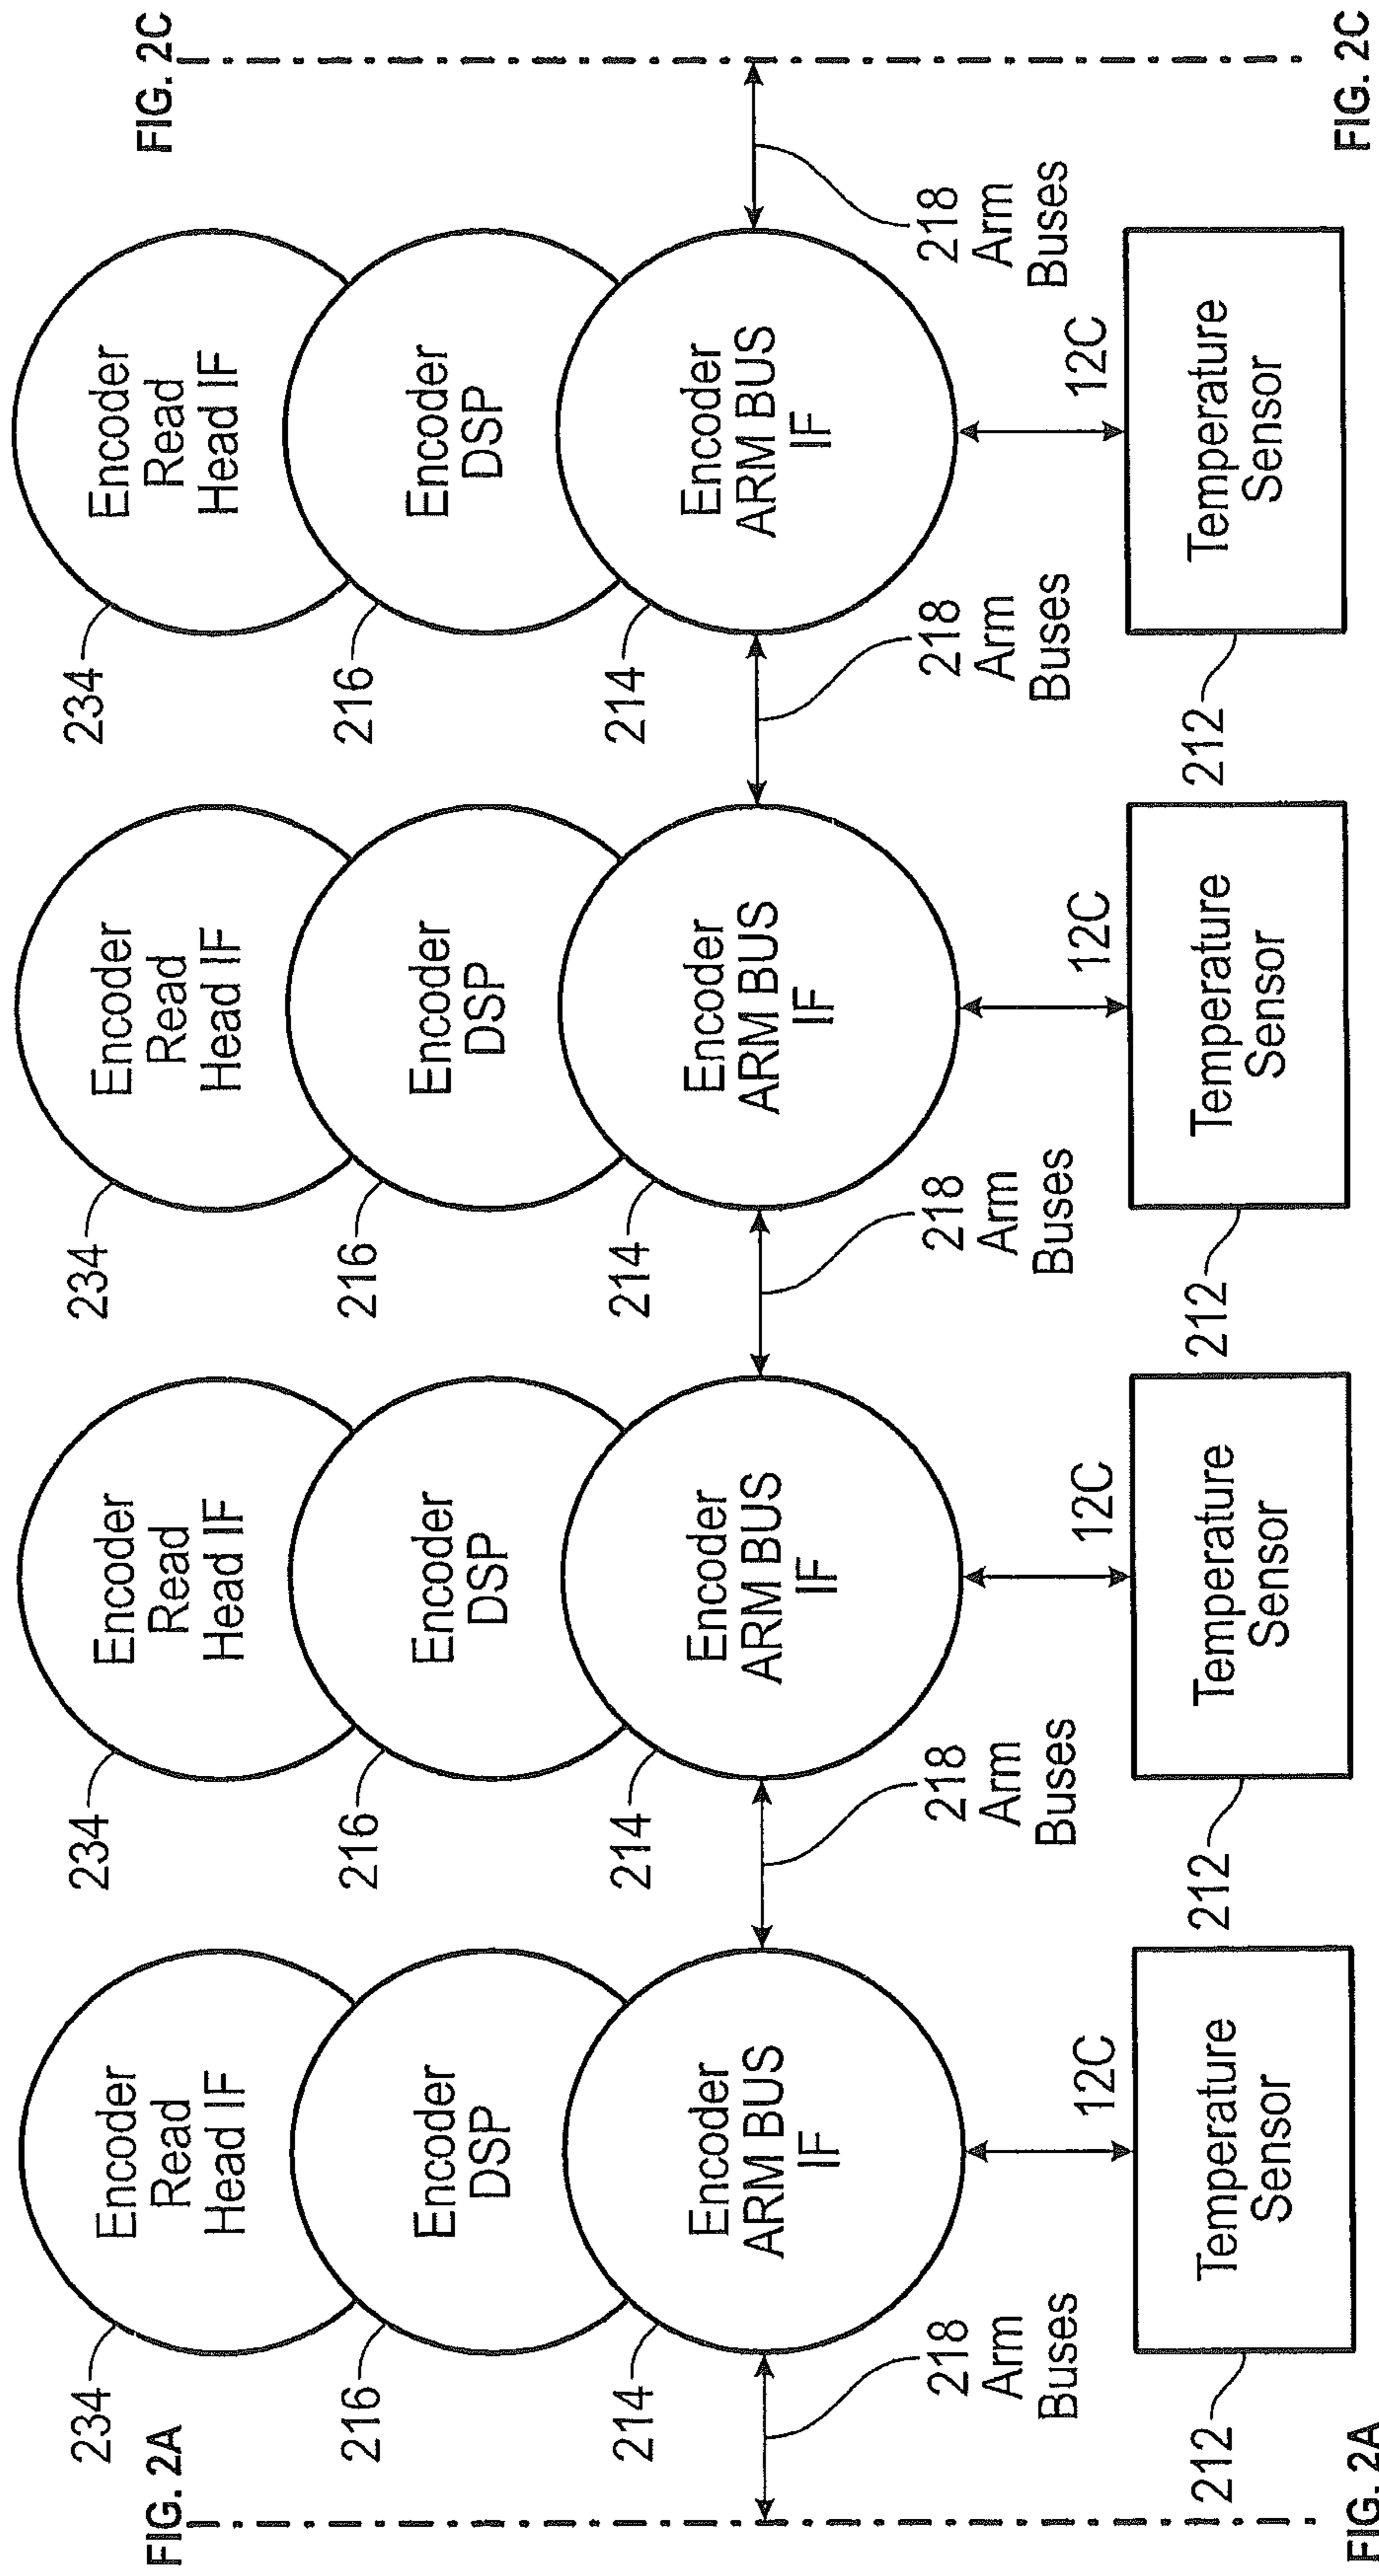 FIG. 2A
234
Encoder
Read
Head IF
216
Encoder
DSP
214
Encoder
ARM BUS
IF
218
Arm
Buses
12C
212
Temperature
Sensor
FIG. 2A
234
Encoder
Read
Head IF
216
Encoder
DSP
214
Encoder
ARM BUS
IF
218
Arm
Buses
12C
212
Temperature
Sensor
234
Encoder
Read
Head IF
216
Encoder
DSP
214
Encoder
ARM BUS
IF
218
Arm
Buses
12C
212
Temperature
Sensor
234
Encoder
Read
Head IF
216
Encoder
DSP
214
Encoder
ARM BUS
IF
218
Arm
Buses
12C
212
Temperature
Sensor
218
Arm
Buses
FIG. 2C
FIG. 2C